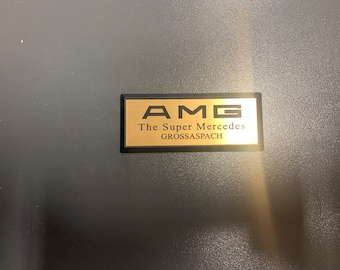 AMG
The Super Mercedes
GROSSASPACH